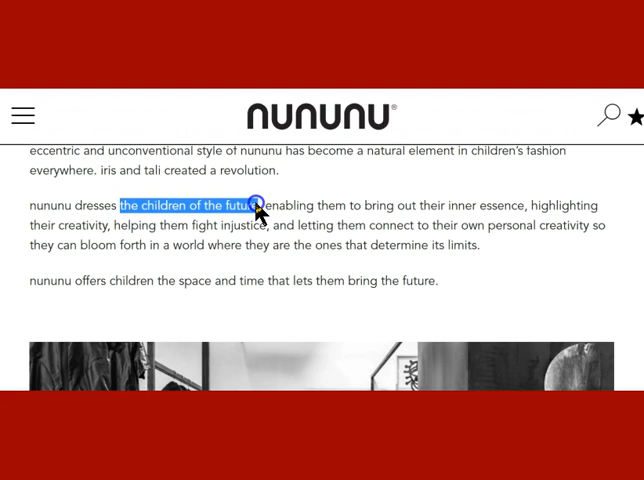 nununu®
eccentric and unconventional style of nununu has become a natural element in children's fashion
everywhere. iris and tali created a revolution.
nununu dresses the children of the future, enabling them to bring out their inner essence, highlighting
their creativity, helping them fight injustice, and letting them connect to their own personal creativity so
they can bloom forth in a world where they are the ones that determine its limits.
nununu offers children the space and time that lets them bring the future.